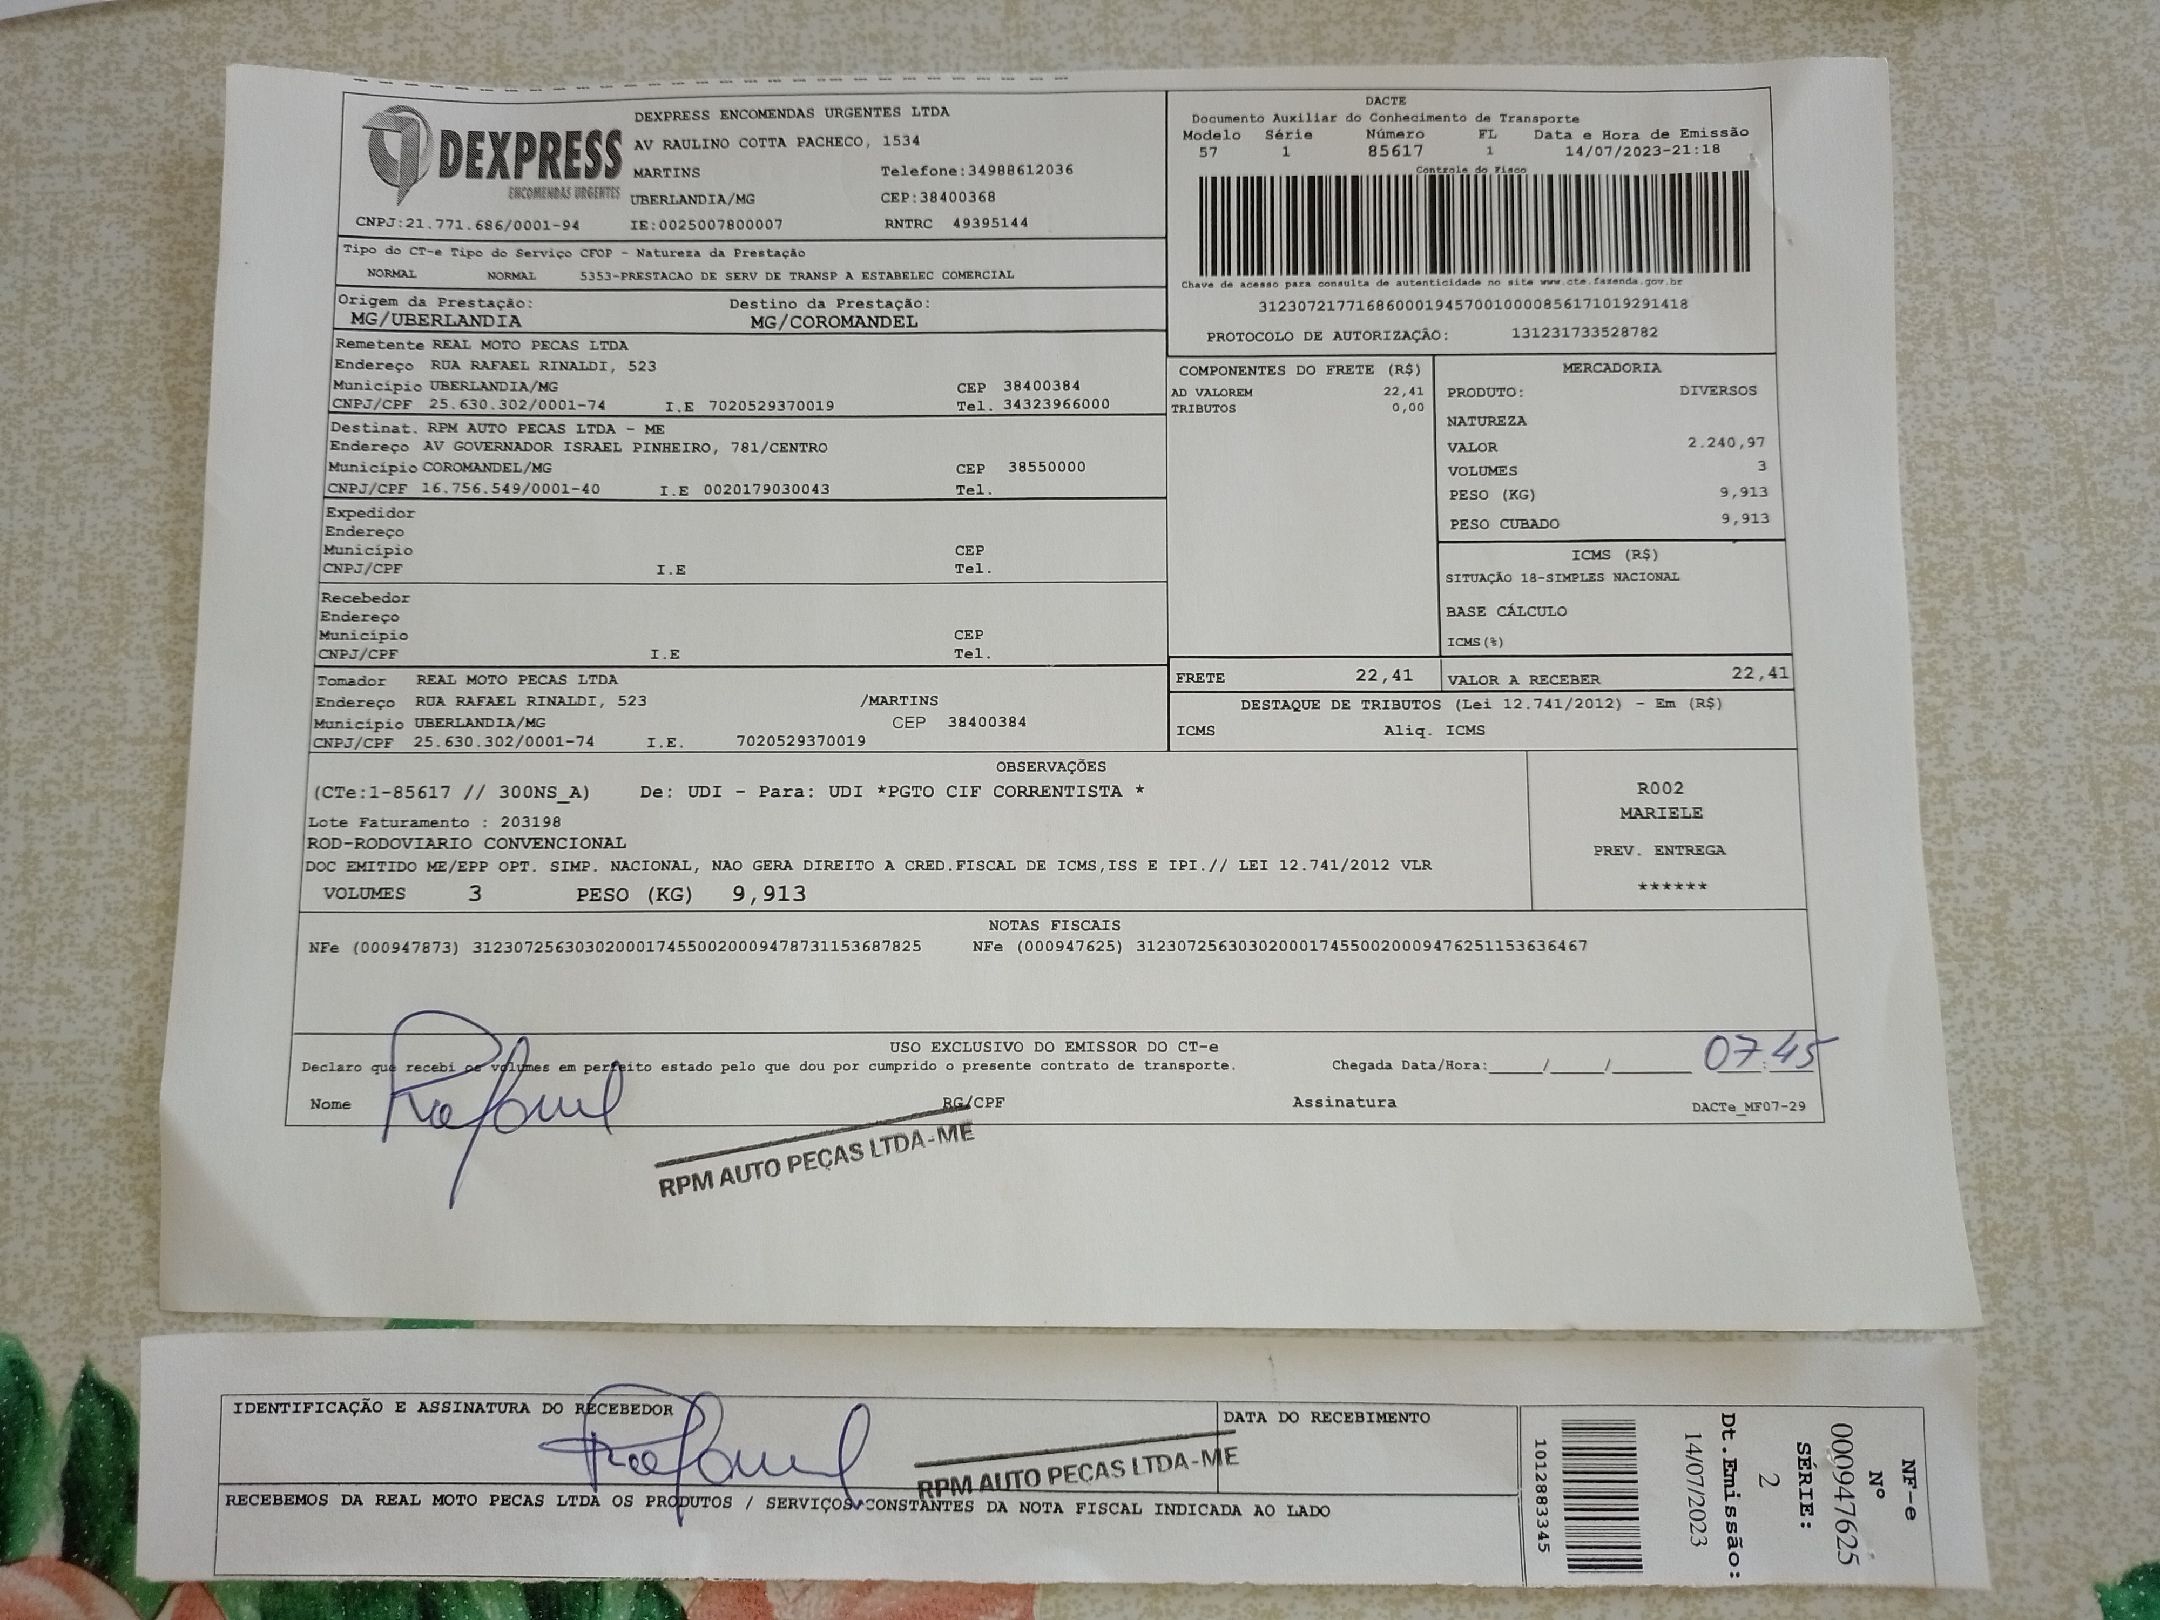 DEXPRESS
ENCOMENDAS URGENTES
DEXPRESS ENCOMENDAS URGENTES LTDA
AV RAULINO COTTA PACHECO, 1534
MARTINS Telefone:34988612036
UBERLANDIA/MG CEP:38400368
CNPJ:21.771.686/0001-94 IE:0025007800007 RNTRC 49395144
DACTE
Documento Auxiliar do Conhecimento de Transporte
Modelo Série Número FL Data e Hora de Emissão
57 1 85617 1 14/07/2023-21:18
Controle do Fisco
Chave de acesso para consulta de autenticidade no site www.cte.fazenda.gov.br
31230721771686000194570010000856171019291418
PROTOCOLO DE AUTORIZAÇÃO: 131231733528782
Tipo do CT-e Tipo do Serviço CFOP - Natureza da Prestação
NORMAL NORMAL 5353-PRESTACAO DE SERV DE TRANSP A ESTABELEC COMERCIAL
Origem da Prestação: Destino da Prestação:
MG/UBERLANDIA MG/COROMANDEL
Remetente REAL MOTO PECAS LTDA
Endereço RUA RAFAEL RINALDI, 523
Município UBERLANDIA/MG CEP 38400384
CNPJ/CPF 25.630.302/0001-74 I.E 7020529370019 Tel. 34323966000
Destinat. RPM AUTO PECAS LTDA - ME
Endereço AV GOVERNADOR ISRAEL PINHEIRO, 781/CENTRO
Município COROMANDEL/MG CEP 38550000
CNPJ/CPF 16.756.549/0001-40 I.E 0020179030043 Tel.
Expedidor
Endereço
Município CEP
CNPJ/CPF I.E Tel.
Recebedor
Endereço
Município CEP
CNPJ/CPF I.E Tel.
Tomador REAL MOTO PECAS LTDA
Endereço RUA RAFAEL RINALDI, 523 /MARTINS
Município UBERLANDIA/MG CEP 38400384
CNPJ/CPF 25.630.302/0001-74 I.E. 7020529370019
COMPONENTES DO FRETE (R$)
AD VALOREM 22,41
TRIBUTOS 0,00
MERCADORIA
PRODUTO: DIVERSOS
NATUREZA
VALOR 2.240,97
VOLUMES 3
PESO (KG) 9,913
PESO CUBADO 9,913
ICMS (R$)
SITUAÇÃO 18-SIMPLES NACIONAL
BASE CÁLCULO
ICMS(%)
FRETE 22,41 VALOR A RECEBER 22,41
DESTAQUE DE TRIBUTOS (Lei 12.741/2012) - Em (R$)
ICMS Aliq. ICMS
OBSERVAÇÕES
(CTe:1-85617 // 300NS_A) De: UDI - Para: UDI *PGTO CIF CORRENTISTA *
Lote Faturamento : 203198
ROD-RODOVIARIO CONVENCIONAL
DOC EMITIDO ME/EPP OPT. SIMP. NACIONAL, NAO GERA DIREITO A CRED.FISCAL DE ICMS,ISS E IPI.// LEI 12.741/2012 VLR
VOLUMES 3 PESO (KG) 9,913
R002
MARIELE
PREV. ENTREGA
******
NOTAS FISCAIS
NFe (000947873) 31230725630302000174550020009478731153687825 NFe (000947625) 31230725630302000174550020009476251153636467
USO EXCLUSIVO DO EMISSOR DO CT-e
Declaro que recebi os volumes em perfeito estado pelo que dou por cumprido o presente contrato de transporte. Chegada Data/Hora:____/____/______ 07:45
Nome RG/CPF Assinatura DACTe_MF07-29
RPM AUTO PEÇAS LTDA-ME
IDENTIFICAÇÃO E ASSINATURA DO RECEBEDOR
DATA DO RECEBIMENTO
RPM AUTO PEÇAS LTDA-ME
RECEBEMOS DA REAL MOTO PECAS LTDA OS PRODUTOS / SERVIÇOS CONSTANTES DA NOTA FISCAL INDICADA AO LADO
NF-e
Nº
000947625
SÉRIE:
2
Dt.Emissão:
14/07/2023
1012883345